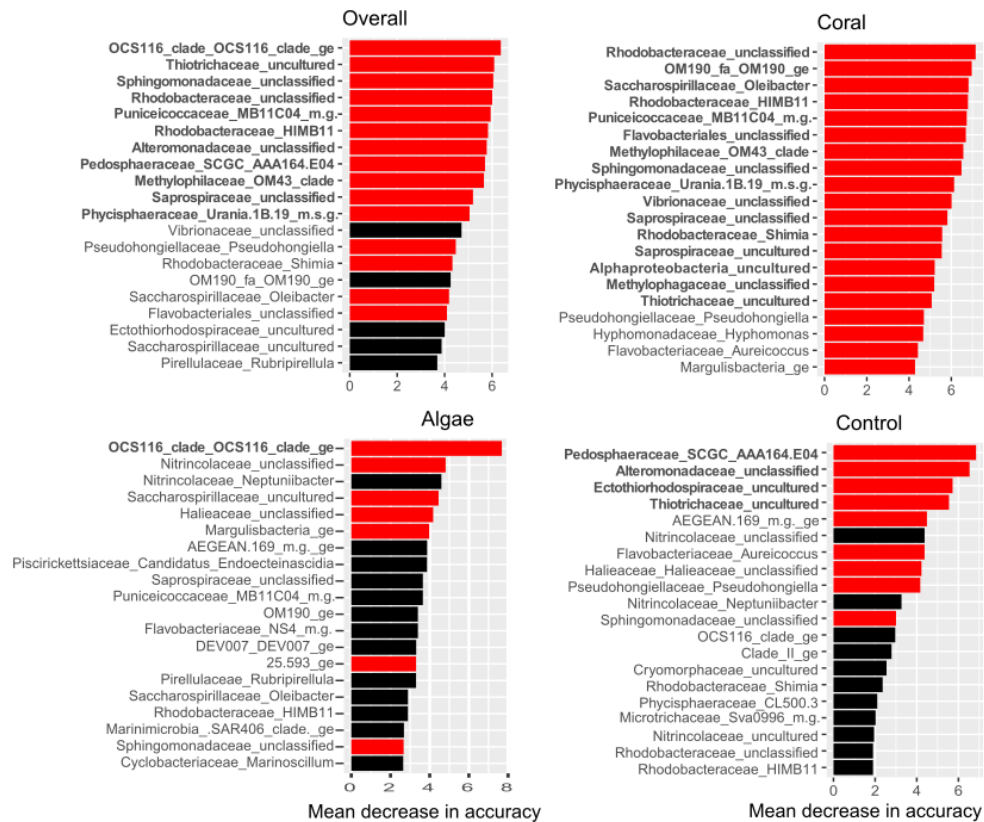 Overall
OCS116_clade_OCS116_clade_ge
Thiotrichaceae_uncultured
Sphingomonadaceae_unclassified
Rhodobacteraceae_unclassified
Puniceicoccaceae_MB11C04_m.g.
Rhodobacteraceae_HIMB11
Alteromonadaceae_unclassified
Pedosphaeraceae_SCGC_AAA164.E04
Methylophilaceae_OM43_clade
Saprospiraceae_unclassified
Phycisphaeraceae_Urania.1B.19_m.s.g.
Vibrionaceae_unclassified
Pseudohongiellaceae_Pseudohongiella
Rhodobacteraceae_Shimia
OM190_fa_OM190_ge
Saccharospirillaceae_Oleibacter
Flavobacteriales_unclassified
Ectothiorhodospiraceae_uncultured
Saccharospirillaceae_uncultured
Pirellulaceae_Rubripirellula
0 2 4 6
Coral
Rhodobacteraceae_unclassified
OM190_fa_OM190_ge
Saccharospirillaceae_Oleibacter
Rhodobacteraceae_HIMB11
Puniceicoccaceae_MB11C04_m.g.
Flavobacteriales_unclassified
Methylophilaceae_OM43_clade
Sphingomonadaceae_unclassified
Phycisphaeraceae_Urania.1B.19_m.s.g.
Vibrionaceae_unclassified
Saprospiraceae_unclassified
Rhodobacteraceae_Shimia
Saprospiraceae_uncultured
Alphaproteobacteria_uncultured
Methylophagaceae_unclassified
Thiotrichaceae_uncultured
Pseudohongiellaceae_Pseudohongiella
Hyphomonadaceae_Hyphomonas
Flavobacteriaceae_Aureicoccus
Margulisbacteria_ge
0 2 4 6
Algae
OCS116_clade_OCS116_clade_ge
Nitrincolaceae_unclassified
Nitrincolaceae_Neptuniibacter
Saccharospirillaceae_uncultured
Halieaceae_unclassified
Margulisbacteria_ge
AEGEAN.169_m.g._ge
Piscirickettsiaceae_Candidatus_Endoecteinascidia
Saprospiraceae_unclassified
Puniceicoccaceae_MB11C04_m.g.
OM190_ge
Flavobacteriaceae_NS4_m.g.
DEV007_DEV007_ge
25.593_ge
Pirellulaceae_Rubripirellula
Saccharospirillaceae_Oleibacter
Rhodobacteraceae_HIMB11
Marinimicrobia_.SAR406_clade._ge
Sphingomonadaceae_unclassified
Cyclobacteriaceae_Marinoscillum
0 2 4 6 8
Mean decrease in accuracy
Control
Pedosphaeraceae_SCGC_AAA164.E04
Alteromonadaceae_unclassified
Ectothiorhodospiraceae_uncultured
Thiotrichaceae_uncultured
AEGEAN.169_m.g._ge
Nitrincolaceae_unclassified
Flavobacteriaceae_Aureicoccus
Halieaceae_Halieaceae_unclassified
Pseudohongiellaceae_Pseudohongiella
Nitrincolaceae_Neptuniibacter
Sphingomonadaceae_unclassified
OCS116_clade_ge
Clade_II_ge
Cryomorphaceae_uncultured
Rhodobacteraceae_Shimia
Phycisphaeraceae_CL500.3
Microtrichaceae_Sva0996_m.g.
Nitrincolaceae_uncultured
Rhodobacteraceae_unclassified
Rhodobacteraceae_HIMB11
0 2 4 6
Mean decrease in accuracy